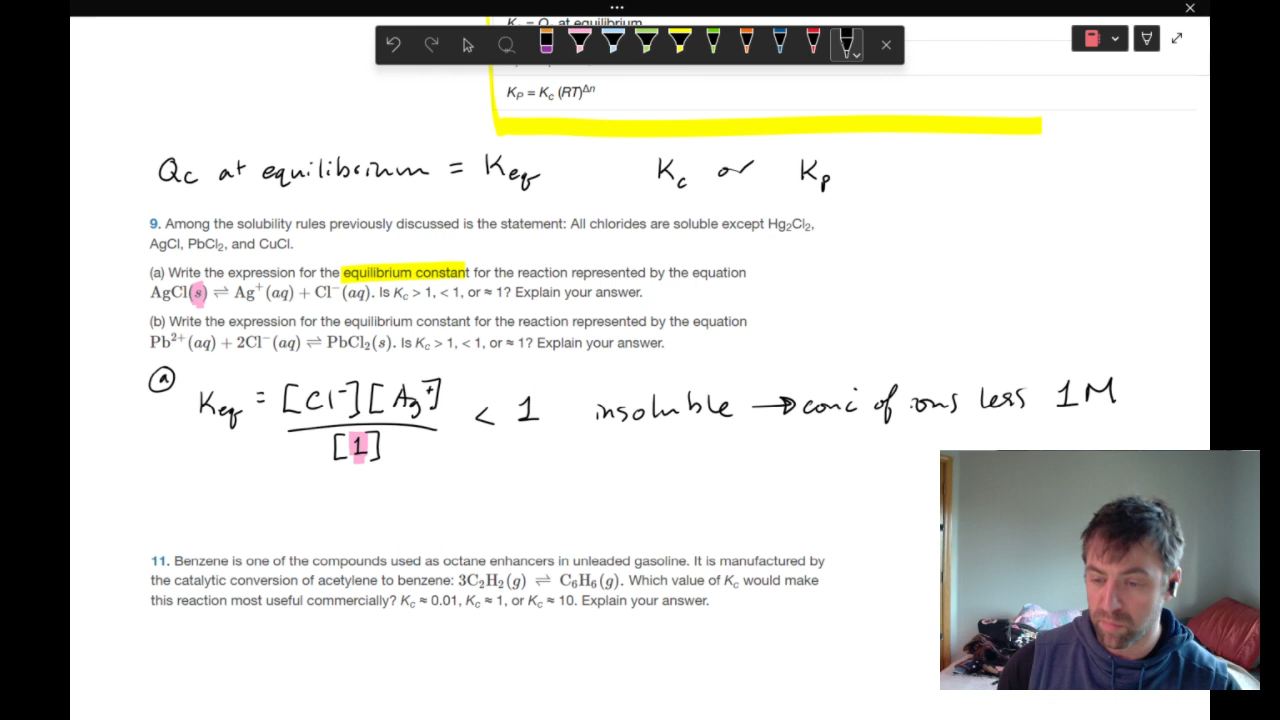 Kc = Qc at equilibrium
KP = Kc (RT)Δn
Qc at equilibrium = Keq Kc or Kp
9. Among the solubility rules previously discussed is the statement: All chlorides are soluble except Hg2Cl2,
AgCl, PbCl2, and CuCl.
(a) Write the expression for the equilibrium constant for the reaction represented by the equation
AgCl(s) ⇌ Ag⁺(aq) + Cl⁻(aq). Is Kc > 1, < 1, or ≈ 1? Explain your answer.
(b) Write the expression for the equilibrium constant for the reaction represented by the equation
Pb²⁺(aq) + 2Cl⁻(aq) ⇌ PbCl2(s). Is Kc > 1, < 1, or ≈ 1? Explain your answer.
ⓐ
Keq = [Cl⁻][Ag⁺] < 1 insoluble → conc of ions less 1M
[1]
11. Benzene is one of the compounds used as octane enhancers in unleaded gasoline. It is manufactured by
the catalytic conversion of acetylene to benzene: 3C2H2(g) ⇌ C6H6(g). Which value of Kc would make
this reaction most useful commercially? Kc ≈ 0.01, Kc ≈ 1, or Kc ≈ 10. Explain your answer.